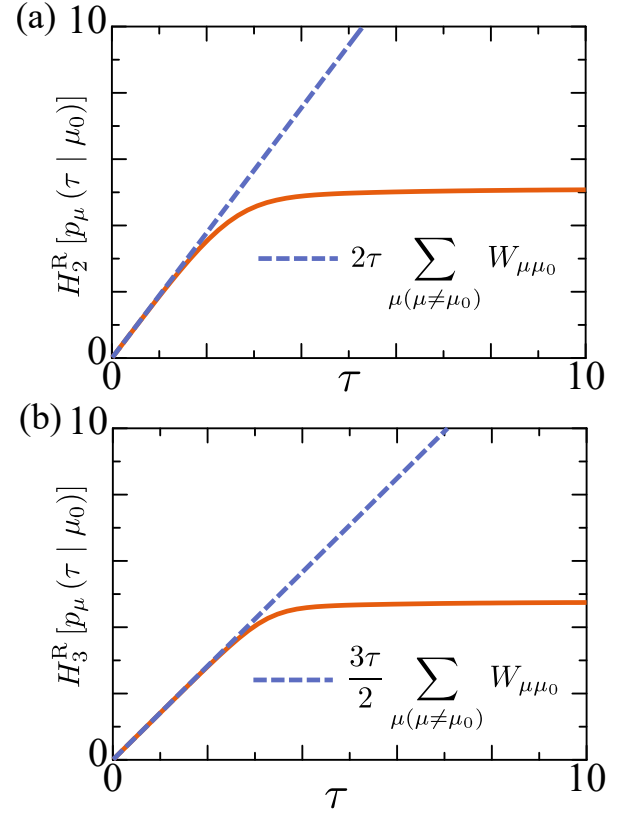 (a)
10
H_2^R [p_μ (τ | μ_0)]
2τ ∑_{μ(μ≠μ_0)} W_{μμ_0}
0
0 τ 10
(b)
10
H_3^R [p_μ (τ | μ_0)]
3τ/2 ∑_{μ(μ≠μ_0)} W_{μμ_0}
0
0 τ 10